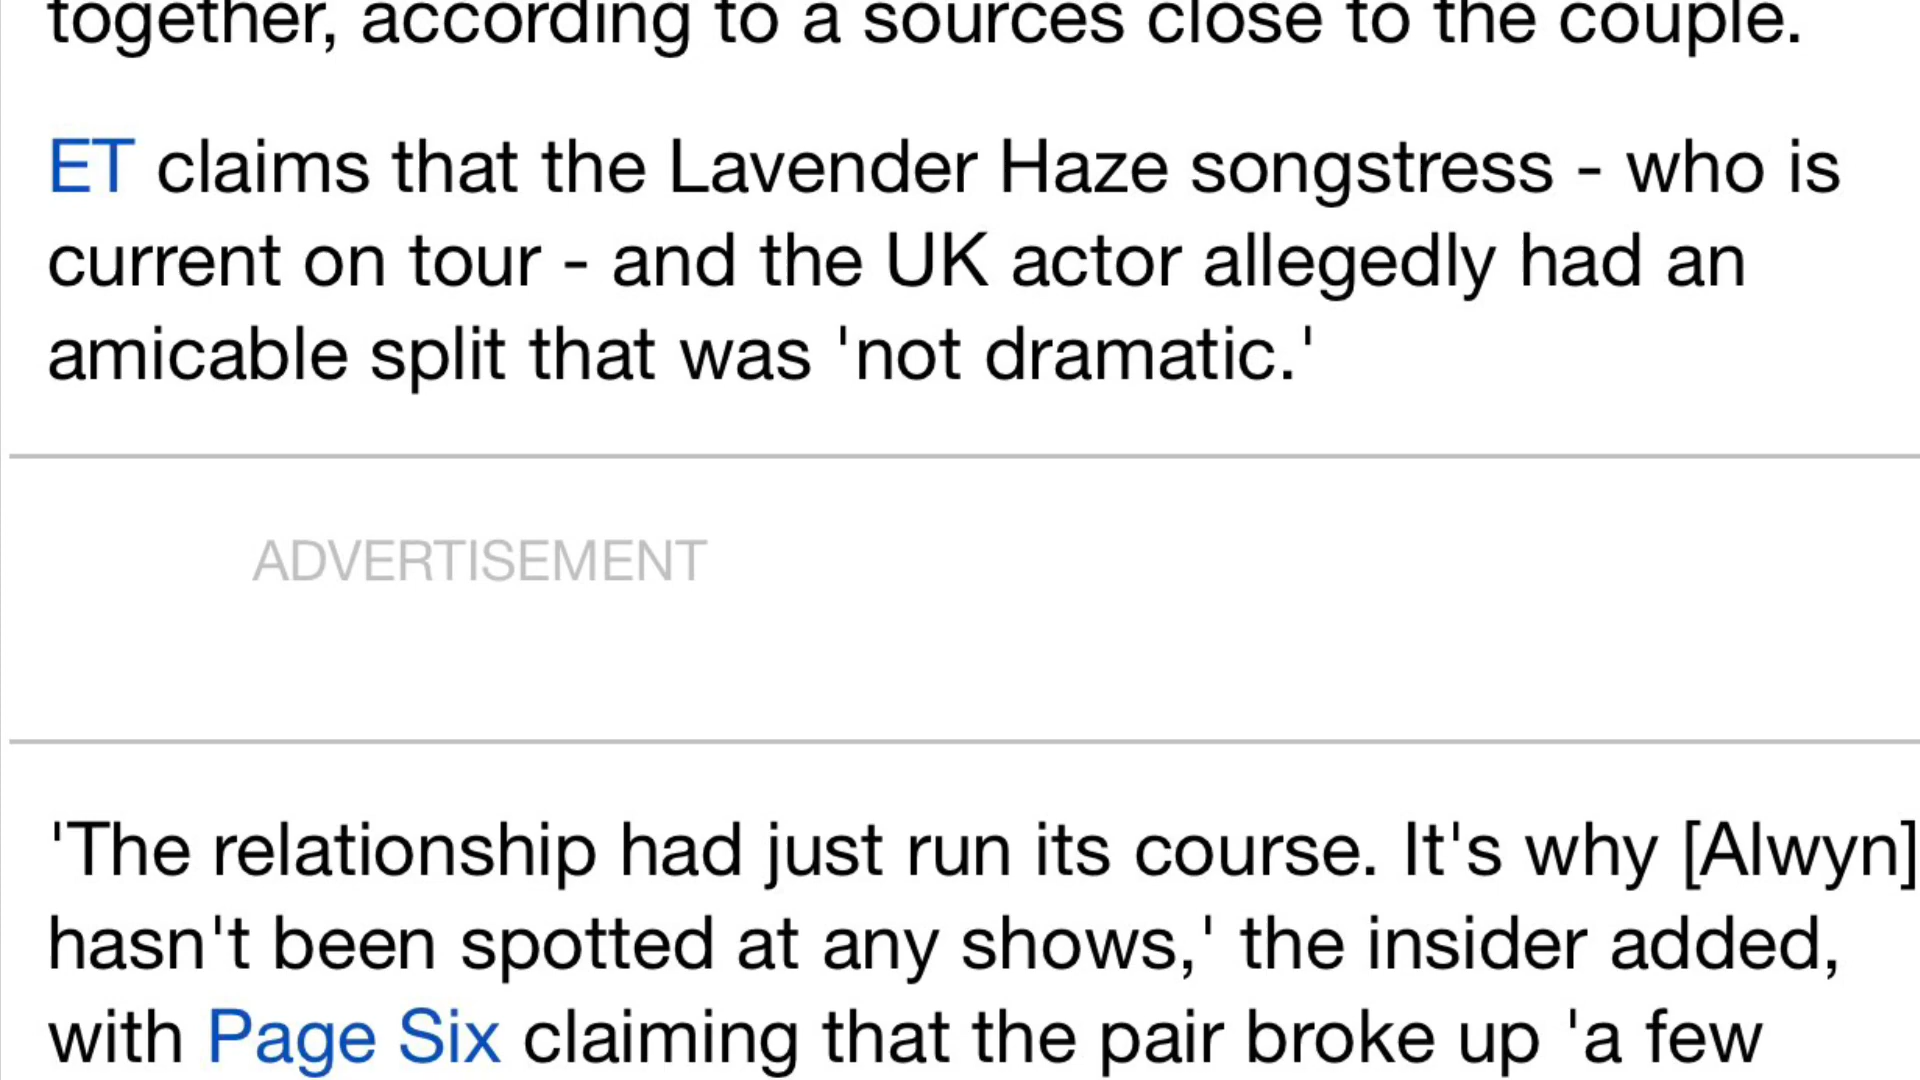 together, according to a sources close to the couple.
ET claims that the Lavender Haze songstress - who is
current on tour - and the UK actor allegedly had an
amicable split that was 'not dramatic.'
ADVERTISEMENT
'The relationship had just run its course. It's why [Alwyn]
hasn't been spotted at any shows,' the insider added,
with Page Six claiming that the pair broke up 'a few